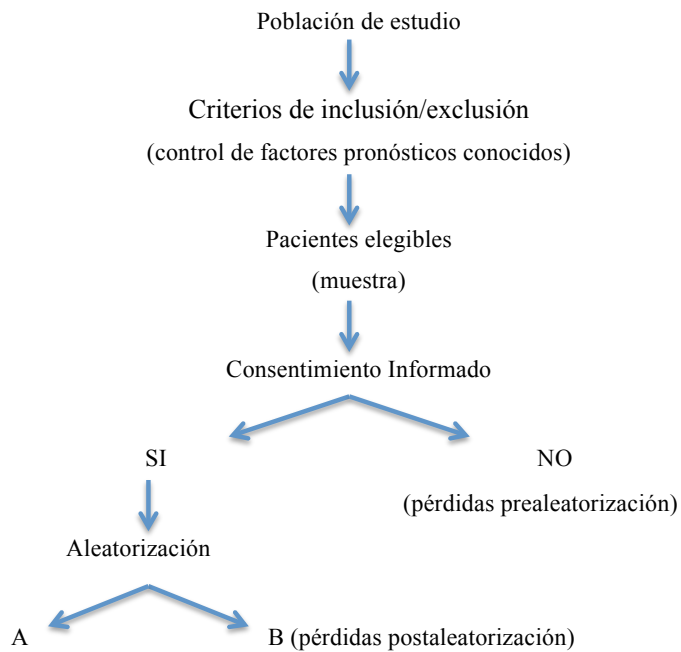 Población de estudio
Criterios de inclusión/exclusión
(control de factores pronósticos conocidos)
Pacientes elegibles
(muestra)
Consentimiento Informado
SI
NO
(pérdidas prealeatorización)
Aleatorización
A
B (pérdidas postaleatorización)